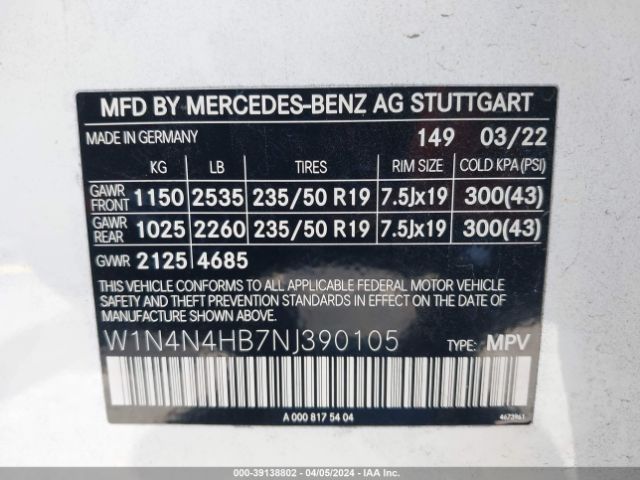 MFD BY MERCEDES-BENZ AG STUTTGART
MADE IN GERMANY 149 03/22
KG LB TIRES RIM SIZE COLD KPA(PSI)
GAWR FRONT 1150 2535 235/50 R19 7.5Jx19 300(43)
GAWR REAR 1025 2260 235/50 R19 7.5Jx19 300(43)
GVWR 2125 4685
THIS VEHICLE CONFORMS TO ALL APPLICABLE FEDERAL MOTOR VEHICLE
SAFETY, BUMPER, AND THEFT PREVENTION STANDARDS IN EFFECT ON THE DATE OF
MANUFACTURE SHOWN ABOVE.
W1N4N4HB7NJ390105 TYPE: MPV
A 000 817 54 04 4673961
000-39138802 - 04/05/2024 - IAA Inc.